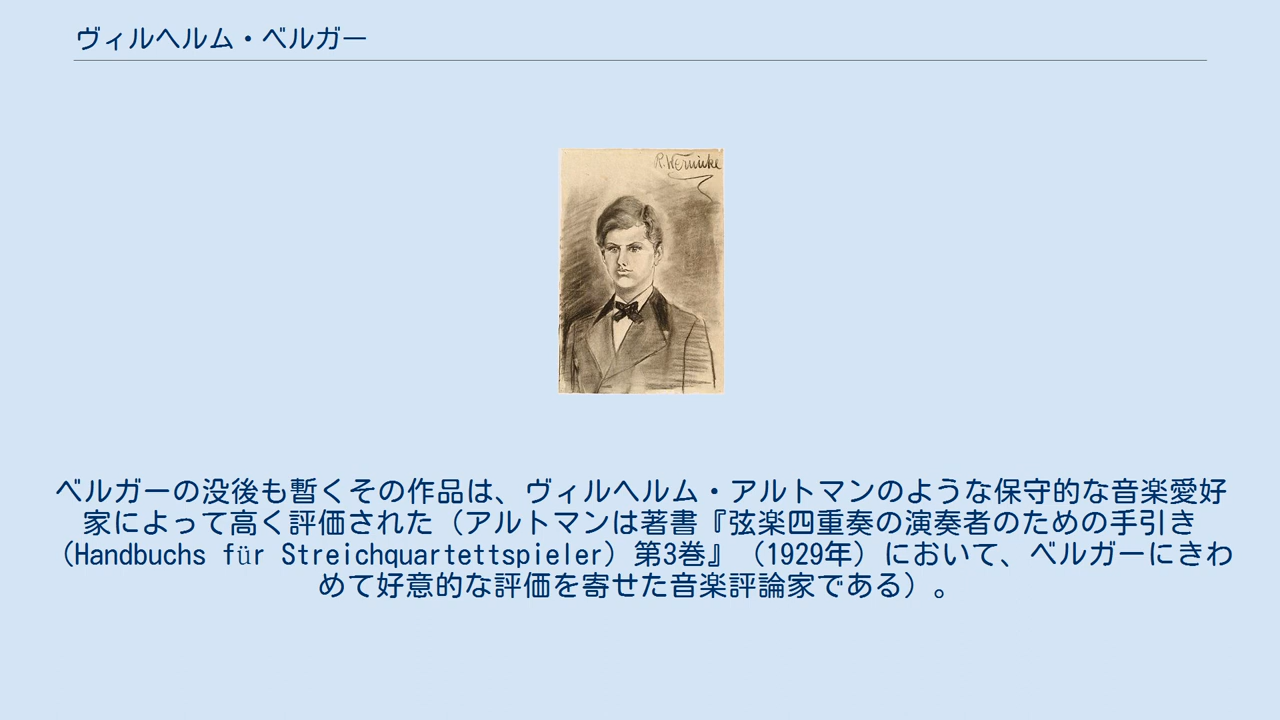 ヴィルヘルム・ベルガー
R. Wernicke
ベルガーの没後も暫くその作品は、ヴィルヘルム・アルトマンのような保守的な音楽愛好
家によって高く評価された（アルトマンは著書『弦楽四重奏の演奏者のための手引き
（Handbuchs für Streichquartettspieler）第3巻』（1929年）において、ベルガーにきわ
めて好意的な評価を寄せた音楽評論家である）。